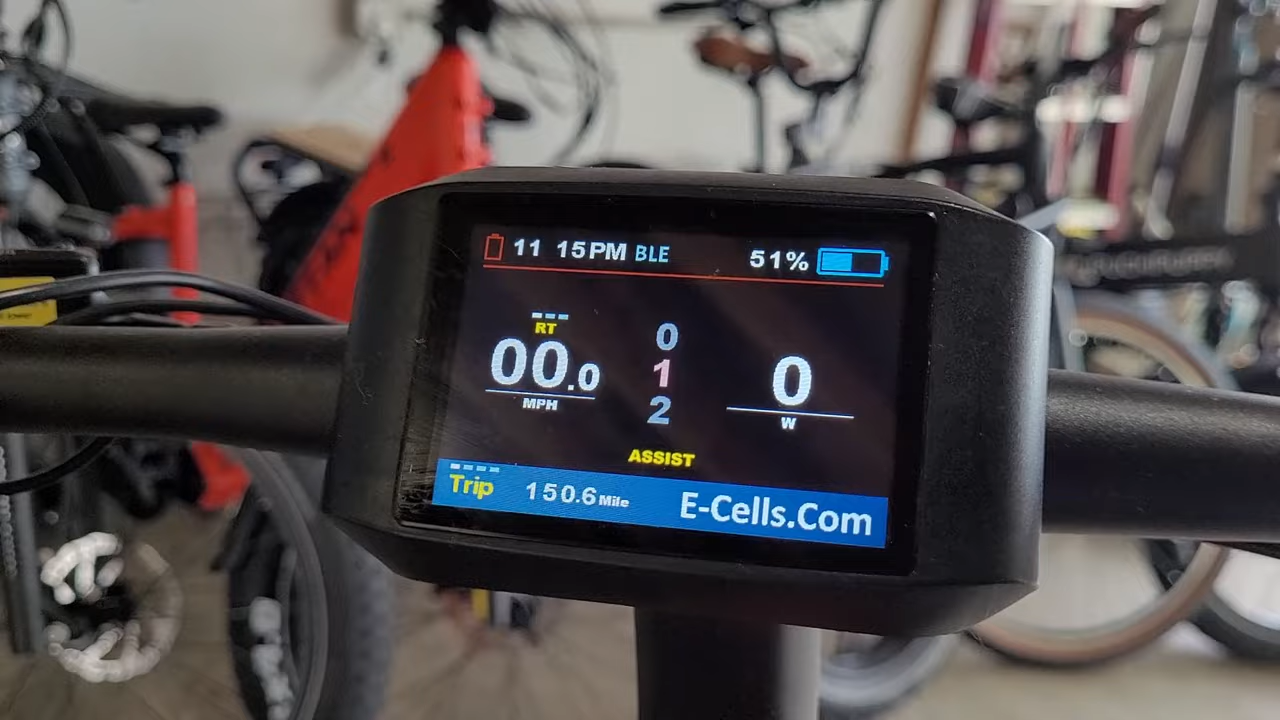 11 15PM BLE 51%
RT
00.0
MPH
0
1
2
0
W
ASSIST
Trip 150.6 Mile E-Cells.Com